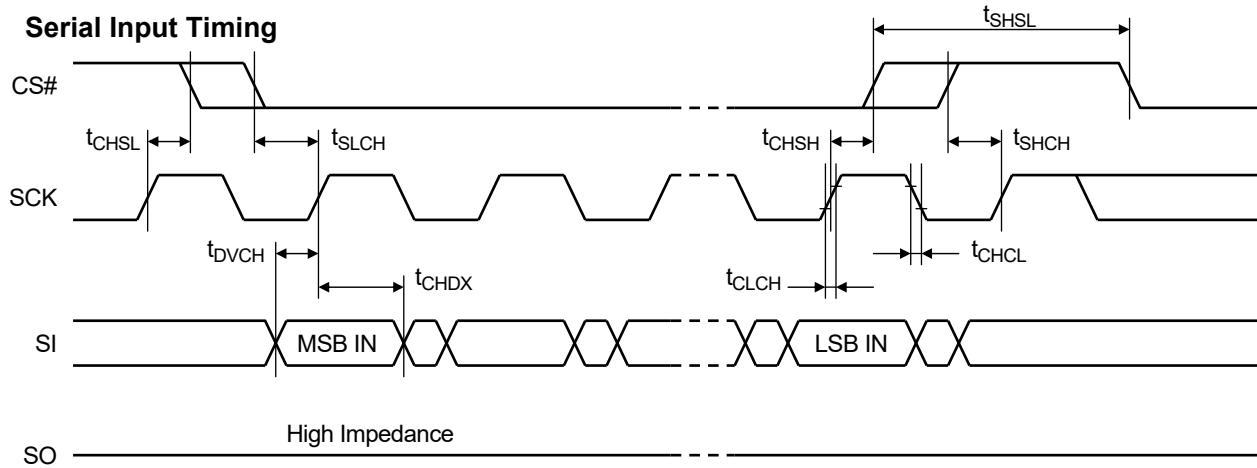 Serial Input Timing
tSHSL
CS#
tCHSL
tSLCH
tCHSH
tSHCH
SCK
tDVCH
tCHDX
tCLCH
tCHCL
SI
MSB IN
LSB IN
High Impedance
SO